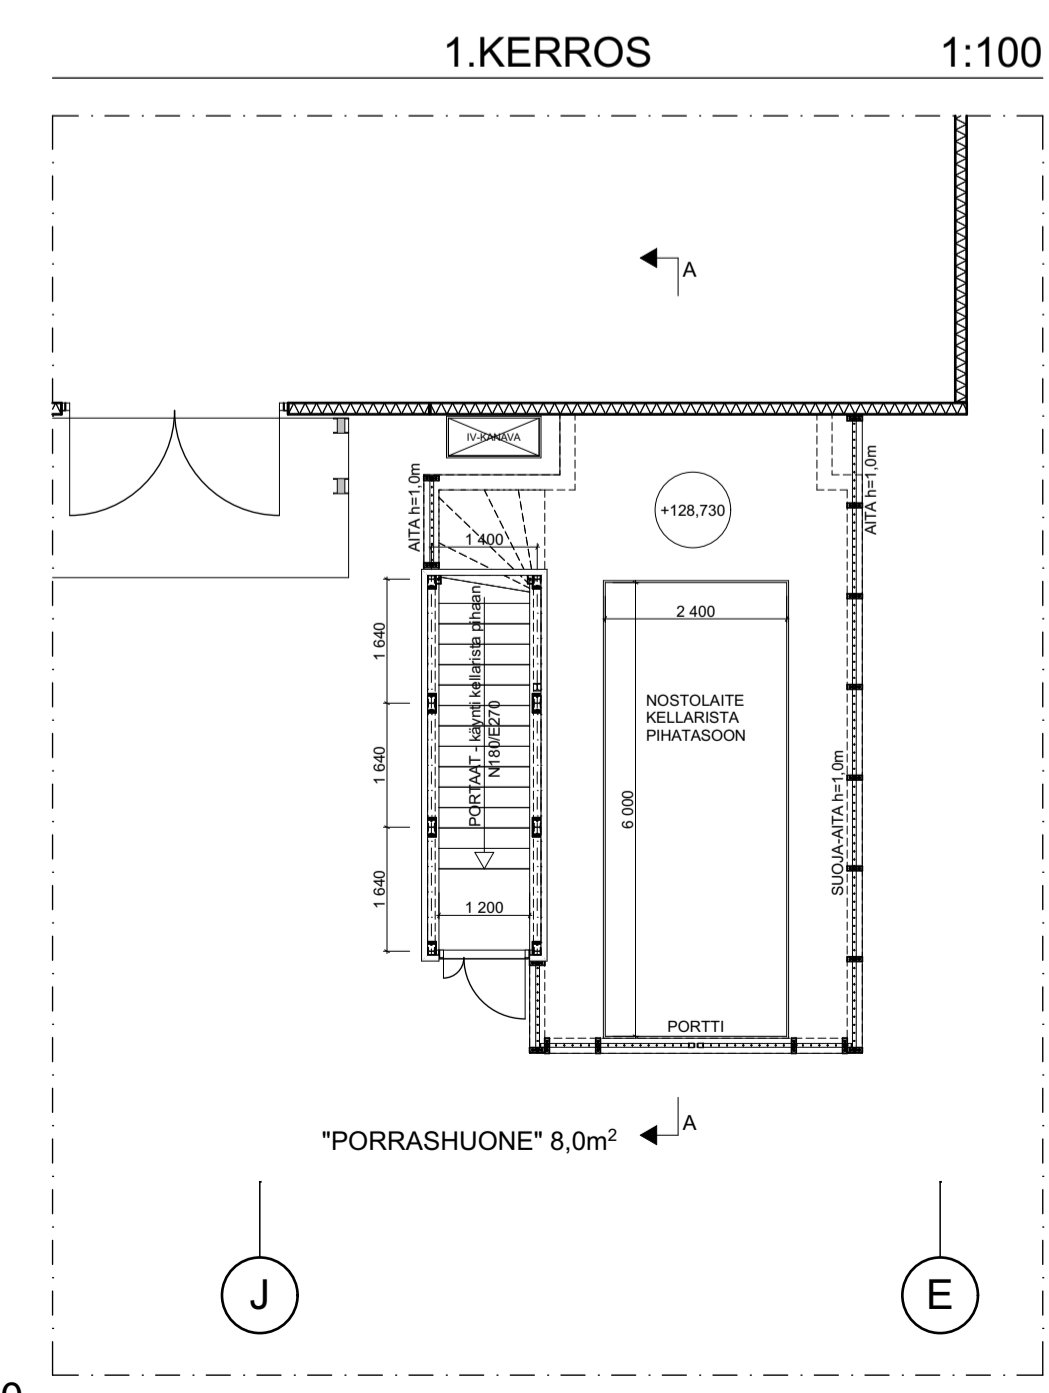 1.KERROS 1:100
A
IV-KANAVA
AITA h=1,0m
AITA h=1,0m
+128,730
1 400
2 400
1 640
1 640
1 640
PORTAAT - käynti kellarista pihaan
N180/E270
NOSTOLAITE
KELLARISTA
PIHATASOON
6 000
SUOJA-AITA h=1,0m
1 200
PORTTI
A
"PORRASHUONE" 8,0m²
J
E